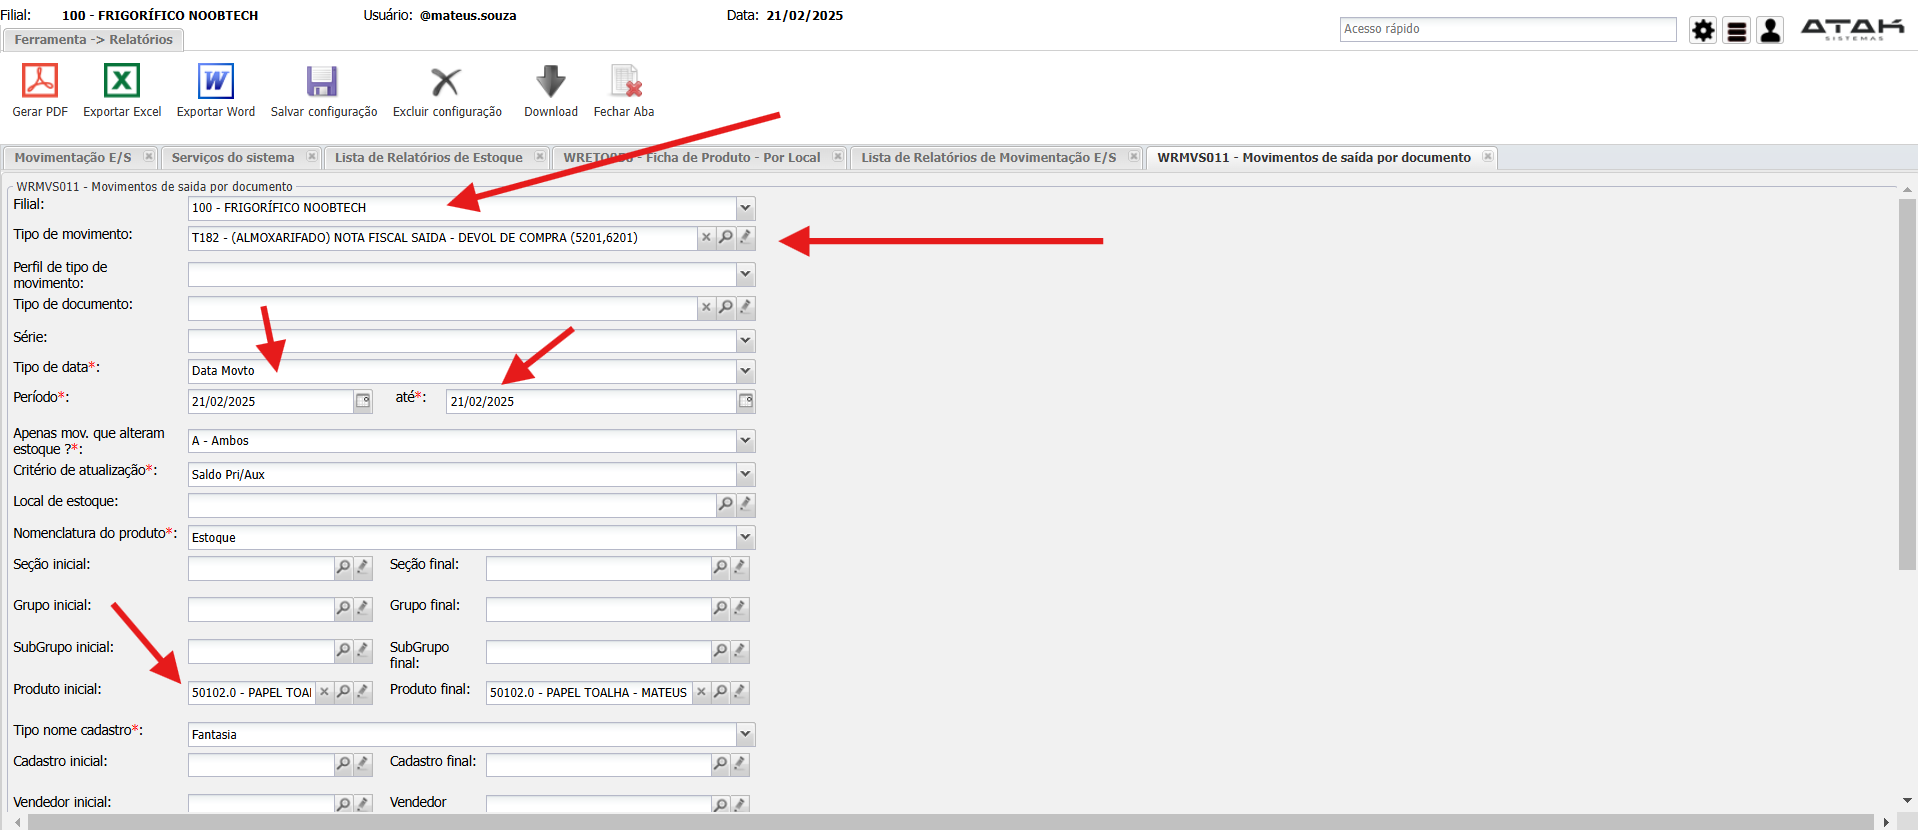 Filial: 100 - FRIGORÍFICO NOOBTECH Usuário: @mateus.souza Data: 21/02/2025
Ferramenta -> Relatórios
Acesso rápido
ATAK
SISTEMAS
Gerar PDF Exportar Excel Exportar Word Salvar configuração Excluir configuração Download Fechar Aba
Movimentação E/S Serviços do sistema Lista de Relatórios de Estoque - Ficha de Produto - Por Local Lista de Relatórios de Movimentação E/S WRMVS011 - Movimentos de saída por documento
WRMVS011 - Movimentos de saida por documento
Filial: 100 - FRIGORÍFICO NOOBTECH
Tipo de movimento: T182 - (ALMOXARIFADO) NOTA FISCAL SAIDA - DEVOL DE COMPRA (5201,6201)
Perfil de tipo de
movimento:
Tipo de documento:
Série:
Tipo de data*: Data Movto
Período*: 21/02/2025 até*: 21/02/2025
Apenas mov. que alteram
estoque ?*: A - Ambos
Critério de atualização*: Saldo Pri/Aux
Local de estoque:
Nomenclatura do produto*: Estoque
Seção inicial: Seção final:
Grupo inicial: Grupo final:
SubGrupo inicial: SubGrupo
final:
Produto inicial: 50102.0 - PAPEL TOAI Produto final: 50102.0 - PAPEL TOALHA - MATEUS
Tipo nome cadastro*: Fantasia
Cadastro inicial: Cadastro final:
Vendedor inicial: Vendedor